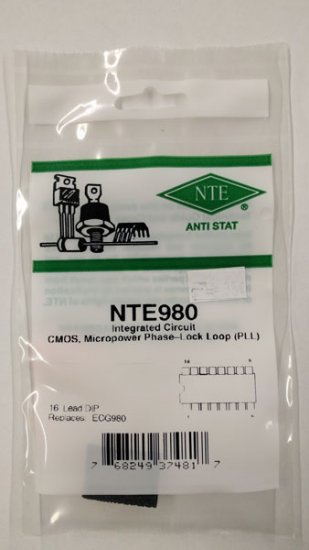 NTE
®
ANTI STAT
NTE980
Integrated Circuit
CMOS, Micropower Phase–Lock Loop (PLL)
16 Lead DIP
Replaces: ECG980
7 68249 37481 7